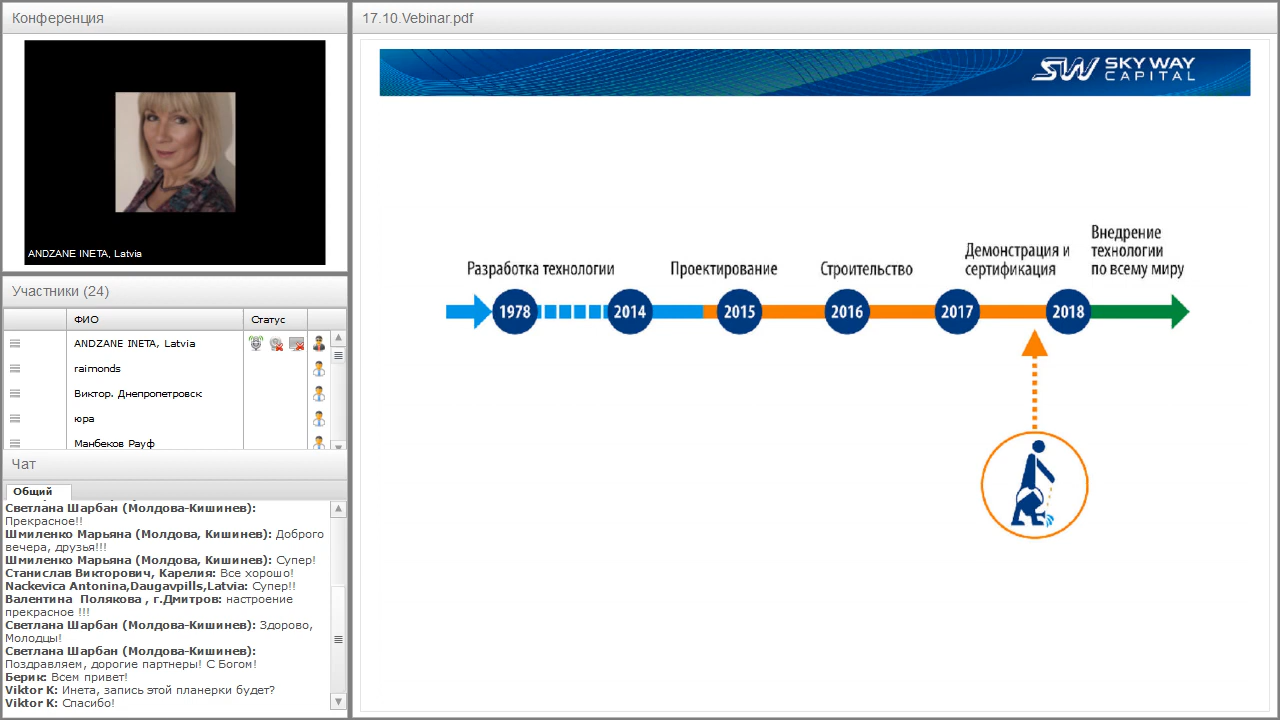 Конференция
ANDZANE INETA, Latvia
Участники (24)
ФИО
Статус
ANDZANE INETA, Latvia
raimonds
Виктор. Днепропетровск
юра
Манбеков Рауф
Чат
Общий
Светлана Шарбан (Молдова-Кишинев):
Прекрасное!!
Шмиленко Марьяна (Молдова, Кишинев): Доброго
вечера, друзья!!!
Шмиленко Марьяна (Молдова, Кишинев): Супер!
Станислав Викторович, Карелия: Все хорошо!
Nackevica Antonina,Daugavpills,Latvia: Супер!!
Валентина Полякова , г.Дмитров: настроение
прекрасное !!!
Светлана Шарбан (Молдова-Кишинев): Здорово,
Молодцы!
Светлана Шарбан (Молдова-Кишинев):
Поздравляем, дорогие партнеры! С Богом!
Берик: Всем привет!
Viktor K: Инета, запись этой планерки будет?
Viktor K: Спасибо!
17.10.Vebinar.pdf
SW SKY WAY
CAPITAL
Разработка технологии
Проектирование
Строительство
Демонстрация и
сертификация
Внедрение
технологии
по всему миру
1978
2014
2015
2016
2017
2018